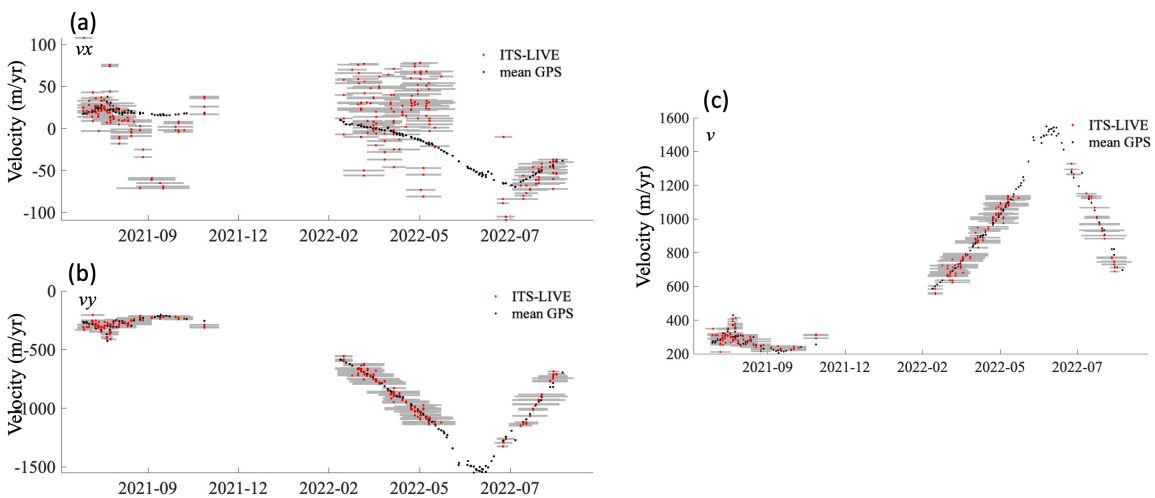 (a)
vx
Velocity (m/yr)
100
50
0
-50
-100
ITS-LIVE
mean GPS
2021-09
2021-12
2022-02
2022-05
2022-07
(b)
vy
Velocity (m/yr)
0
-500
-1000
-1500
ITS-LIVE
mean GPS
2021-09
2021-12
2022-02
2022-05
2022-07
(c)
v
Velocity (m/yr)
1600
1400
1200
1000
800
600
400
200
ITS-LIVE
mean GPS
2021-09
2021-12
2022-02
2022-05
2022-07